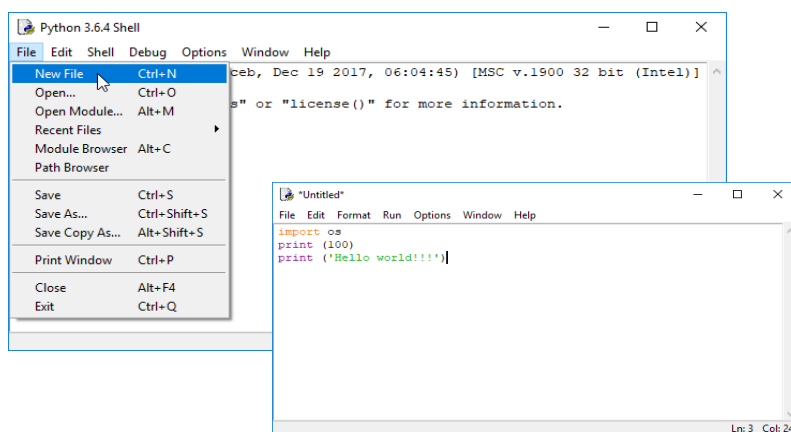 Python 3.6.4 Shell
File Edit Shell Debug Options Window Help
New File Ctrl+N
Open... Ctrl+O
Open Module... Alt+M
Recent Files
Module Browser Alt+C
Path Browser
Save Ctrl+S
Save As... Ctrl+Shift+S
Save Copy As... Alt+Shift+S
Print Window Ctrl+P
Close Alt+F4
Exit Ctrl+Q
ceb, Dec 19 2017, 06:04:45) [MSC v.1900 32 bit (Intel)]
s" or "license()" for more information.
*Untitled*
File Edit Format Run Options Window Help
import os
print (100)
print ('Hello world!!!')
Ln: 3 Col: 24